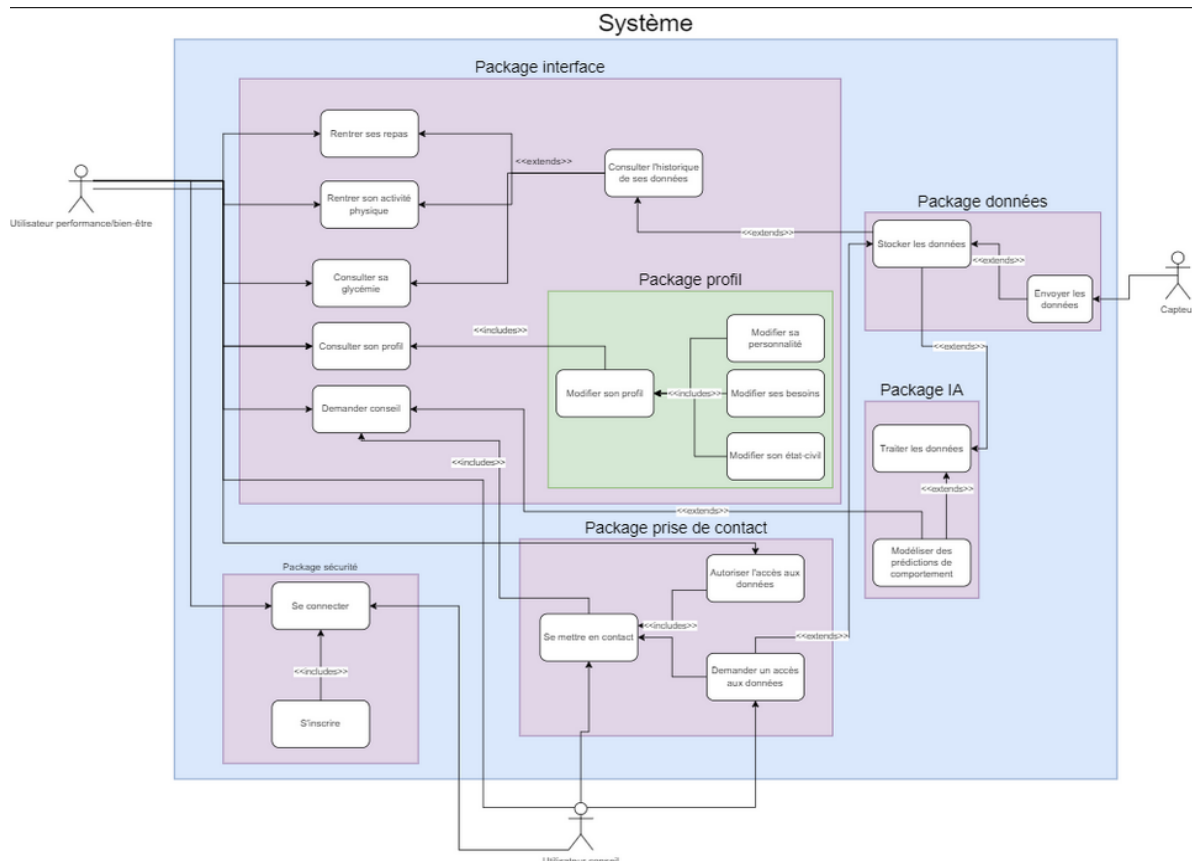 Système
Package interface
Rentrer ses repas
<<extends>>
Consulter l'historique
de ses données
Utilisateur performance/bien-être
Rentrer son activité
physique
Package données
Stocker les données
<<extends>>
<<extends>>
Consulter sa
glycémie
Package profil
Envoyer les
données
Capteu
<<includes>>
Modifier sa
personnalité
Consulter son profil
<<extends>>
Modifier son profil
<<includes>>
Modifier ses besoins
Package IA
Demander conseil
Traiter les données
Modifier son état-civil
<<includes>>
<<extends>>
<<extends>>
Package prise de contact
Modéliser des
prédictions
de comportement
Package sécurité
Autoriser l'accès aux
données
Se connecter
<<includes>>
Se mettre en contact
<<extends>>
<<includes>>
Demander un accès
aux données
S'inscrire
Utilisateur conseil